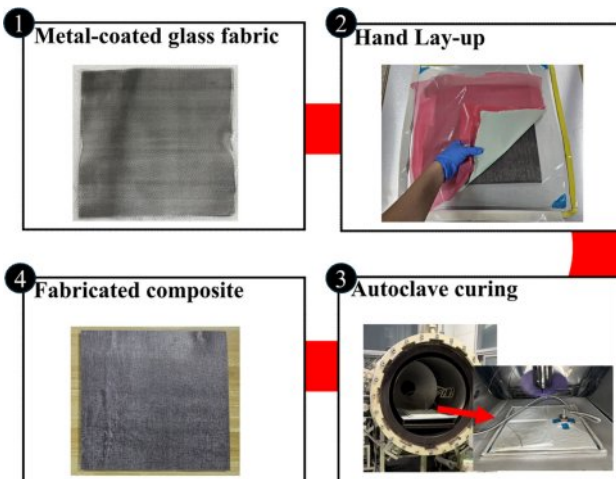 1
Metal-coated glass fabric
2
Hand Lay-up
4
Fabricated composite
3
Autoclave curing